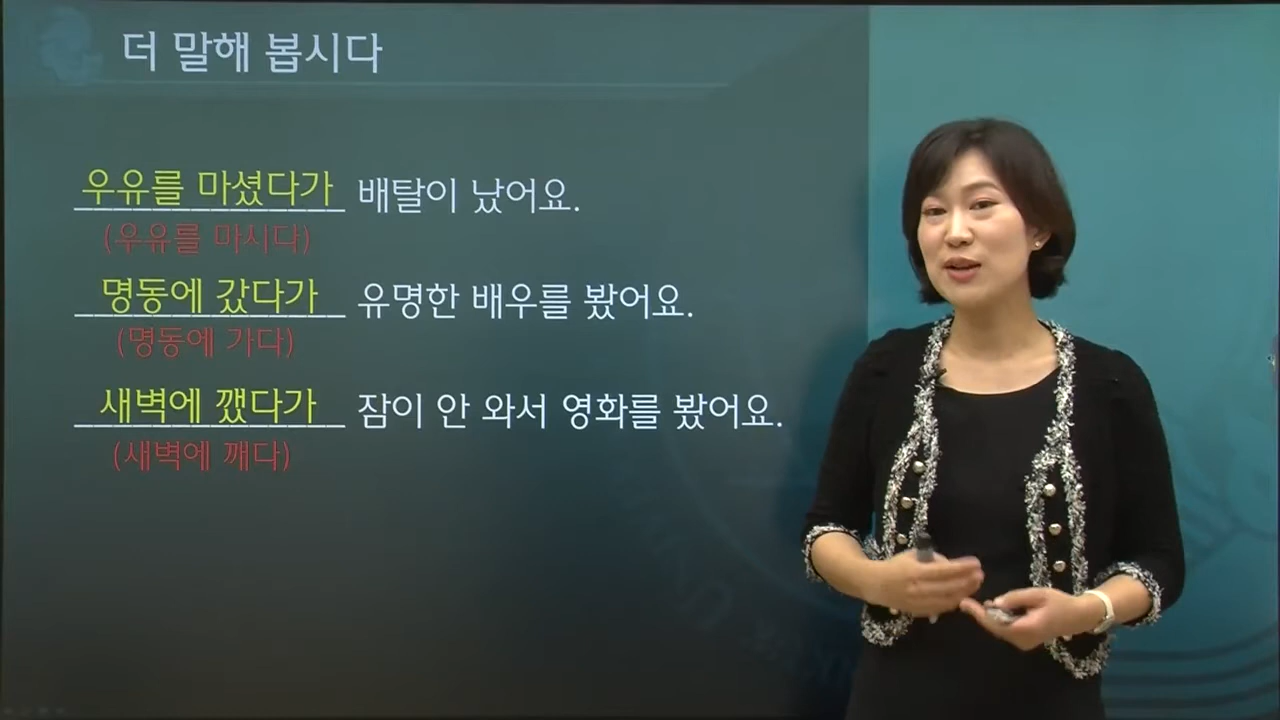 더 말해 봅시다
우유를 마셨다가 배탈이 났어요.
(우유를 마시다)
명동에 갔다가 유명한 배우를 봤어요.
(명동에 가다)
새벽에 깼다가 잠이 안 와서 영화를 봤어요.
(새벽에 깨다)